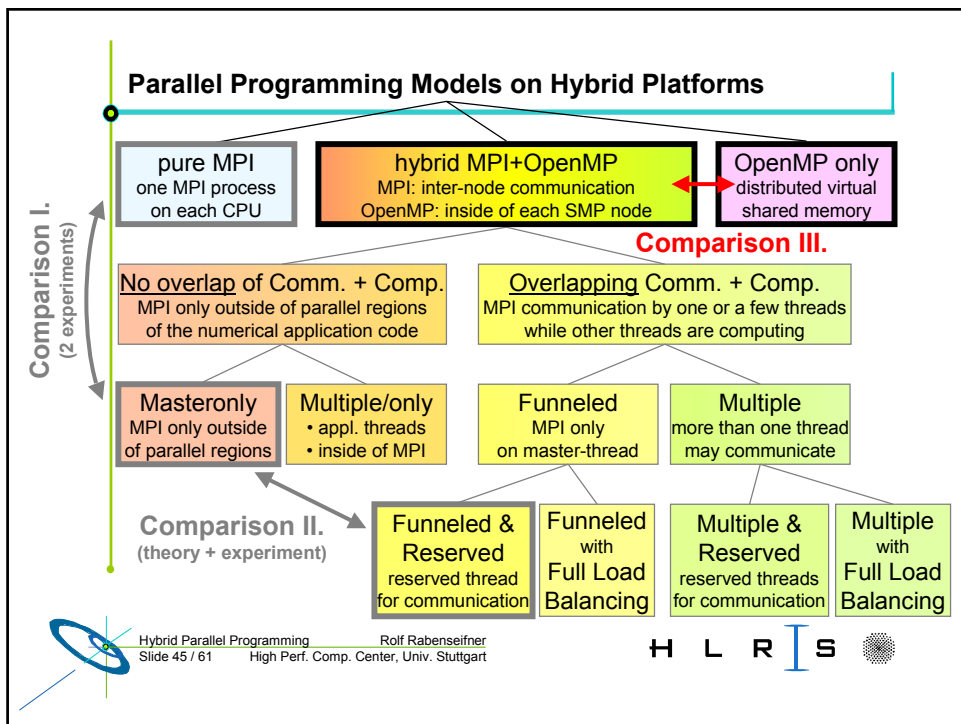 Parallel Programming Models on Hybrid Platforms
pure MPI
one MPI process
on each CPU
hybrid MPI+OpenMP
MPI: inter-node communication
OpenMP: inside of each SMP node
OpenMP only
distributed virtual
shared memory
Comparison III.
Comparison I.
(2 experiments)
No overlap of Comm. + Comp.
MPI only outside of parallel regions
of the numerical application code
Overlapping Comm. + Comp.
MPI communication by one or a few threads
while other threads are computing
Masteronly
MPI only outside
of parallel regions
Multiple/only
• appl. threads
• inside of MPI
Funneled
MPI only
on master-thread
Multiple
more than one thread
may communicate
Comparison II.
(theory + experiment)
Funneled &
Reserved
reserved thread
for communication
Funneled
with
Full Load
Balancing
Multiple &
Reserved
reserved threads
for communication
Multiple
with
Full Load
Balancing
Hybrid Parallel Programming Rolf Rabenseifner
Slide 45 / 61 High Perf. Comp. Center, Univ. Stuttgart
H L R I S